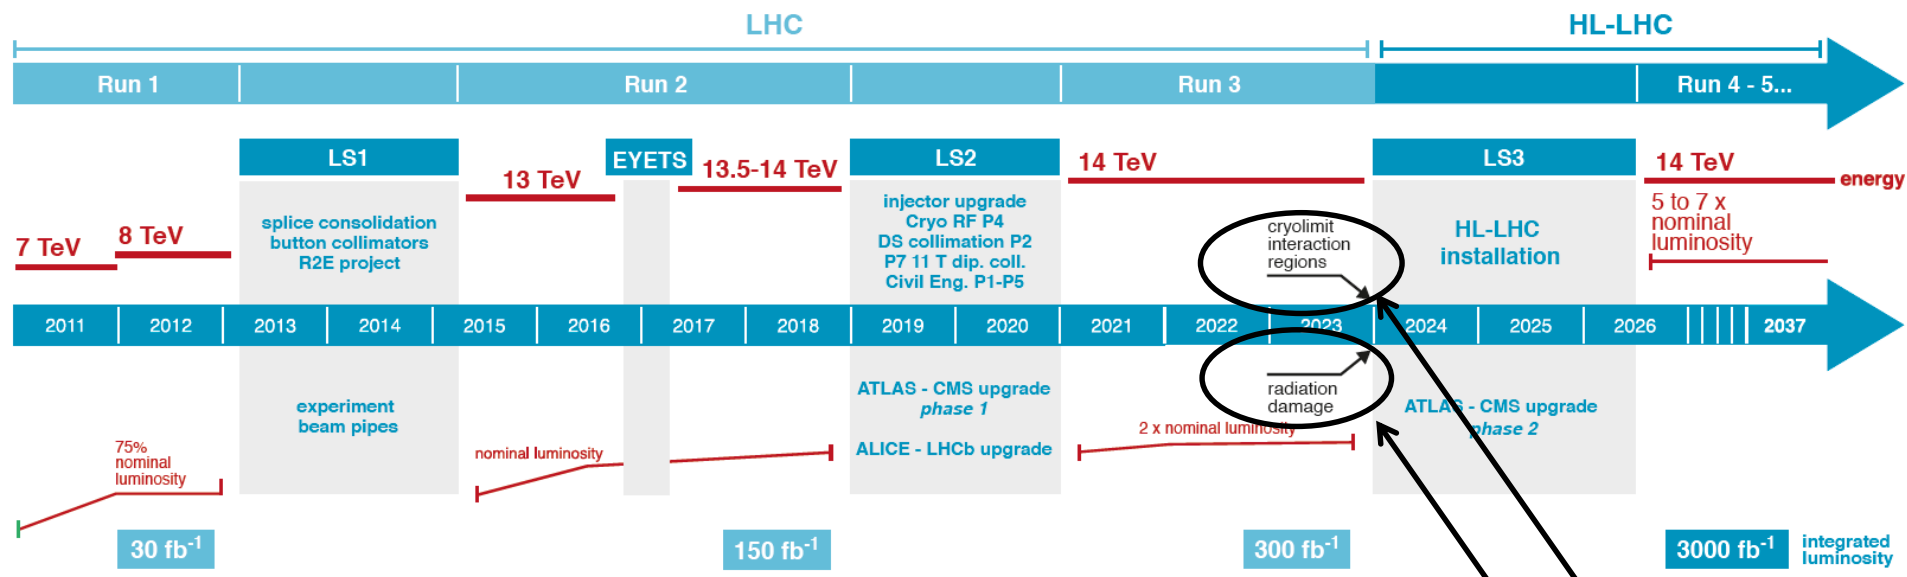 LHC
HL-LHC
Run 1
Run 2
Run 3
Run 4 - 5...
LS1
EYETS
LS2
LS3
13 TeV
13.5-14 TeV
14 TeV
14 TeV
energy
7 TeV
8 TeV
splice consolidation
button collimators
R2E project
injector upgrade
Cryo RF P4
DS collimation P2
P7 11 T dip. coll.
Civil Eng. P1-P5
cryolimit
interaction
regions
HL-LHC
installation
5 to 7 x
nominal
luminosity
2011
2012
2013
2014
2015
2016
2017
2018
2019
2020
2021
2022
2023
2024
2025
2026
2037
experiment
beam pipes
ATLAS - CMS upgrade
phase 1
ALICE - LHCb upgrade
radiation
damage
ATLAS - CMS upgrade
phase 2
75%
nominal
luminosity
nominal luminosity
2 x nominal luminosity
30 fb-1
150 fb-1
300 fb-1
3000 fb-1
integrated
luminosity